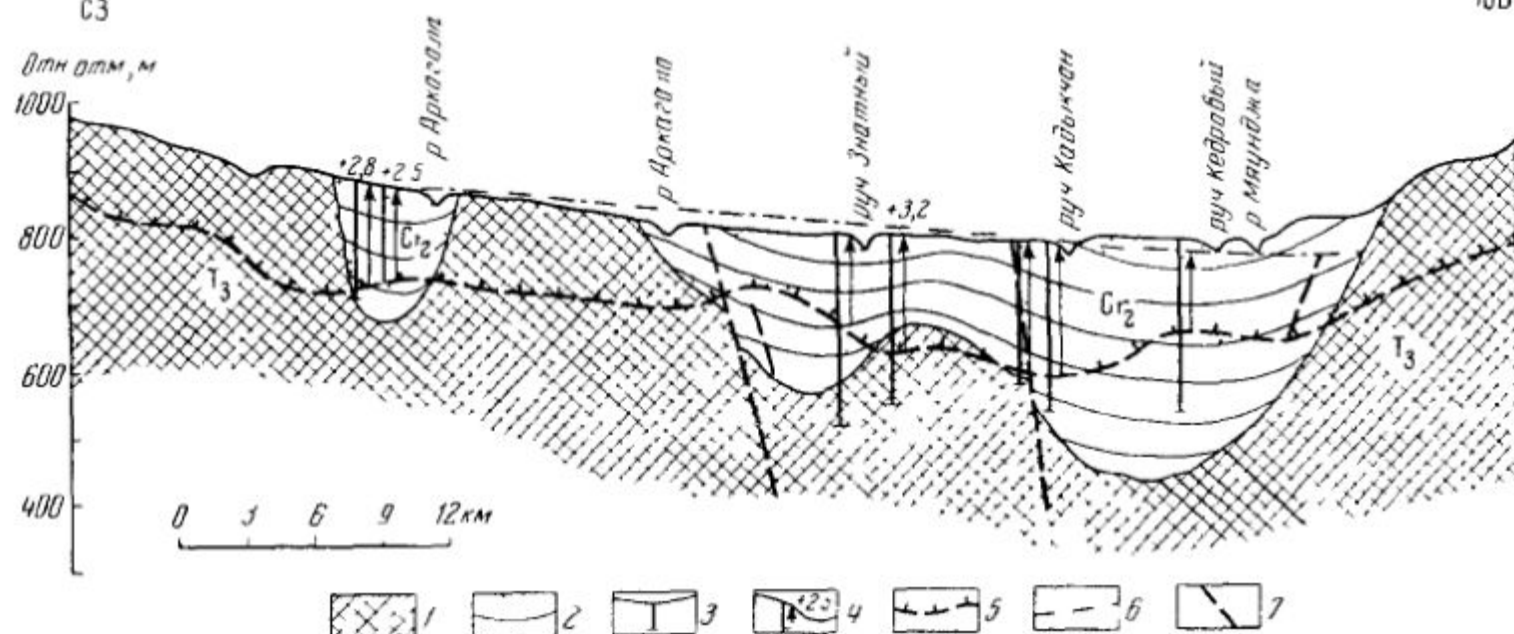 СЗ
ЮВ
Отн отм, м
р Аркагала
р Аркагала
руч Знатный
руч Кадыкчан
руч Кедровый
р Мяунджа
1000
800
600
400
+2,8
+2 5
+3,2
Cr2
Cr2
T3
T3
0 3 6 9 12 км
1 2 3 +2,5 4 5 6 7